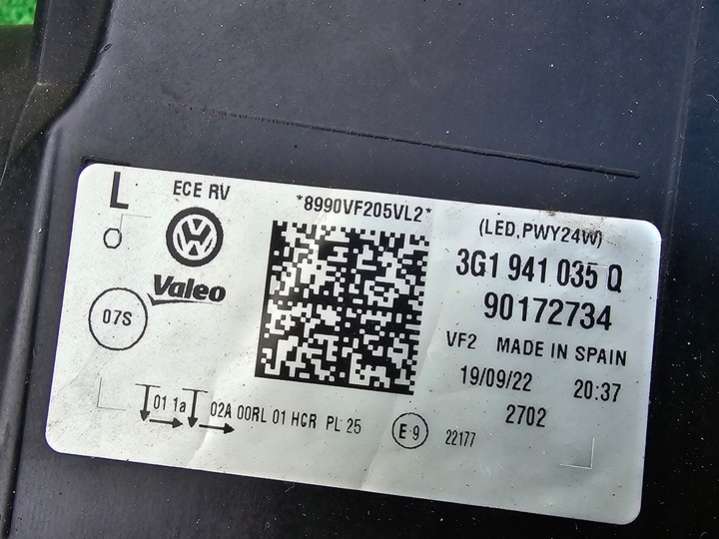 L
ECE RV
*8990VF205VL2*
(LED,PWY24W)
3G1 941 035 Q
Valeo
90172734
07S
VF2 MADE IN SPAIN
19/09/22 20:37
2702
01 1a 02A 00RL 01 HCR PL 25
E 9
22177